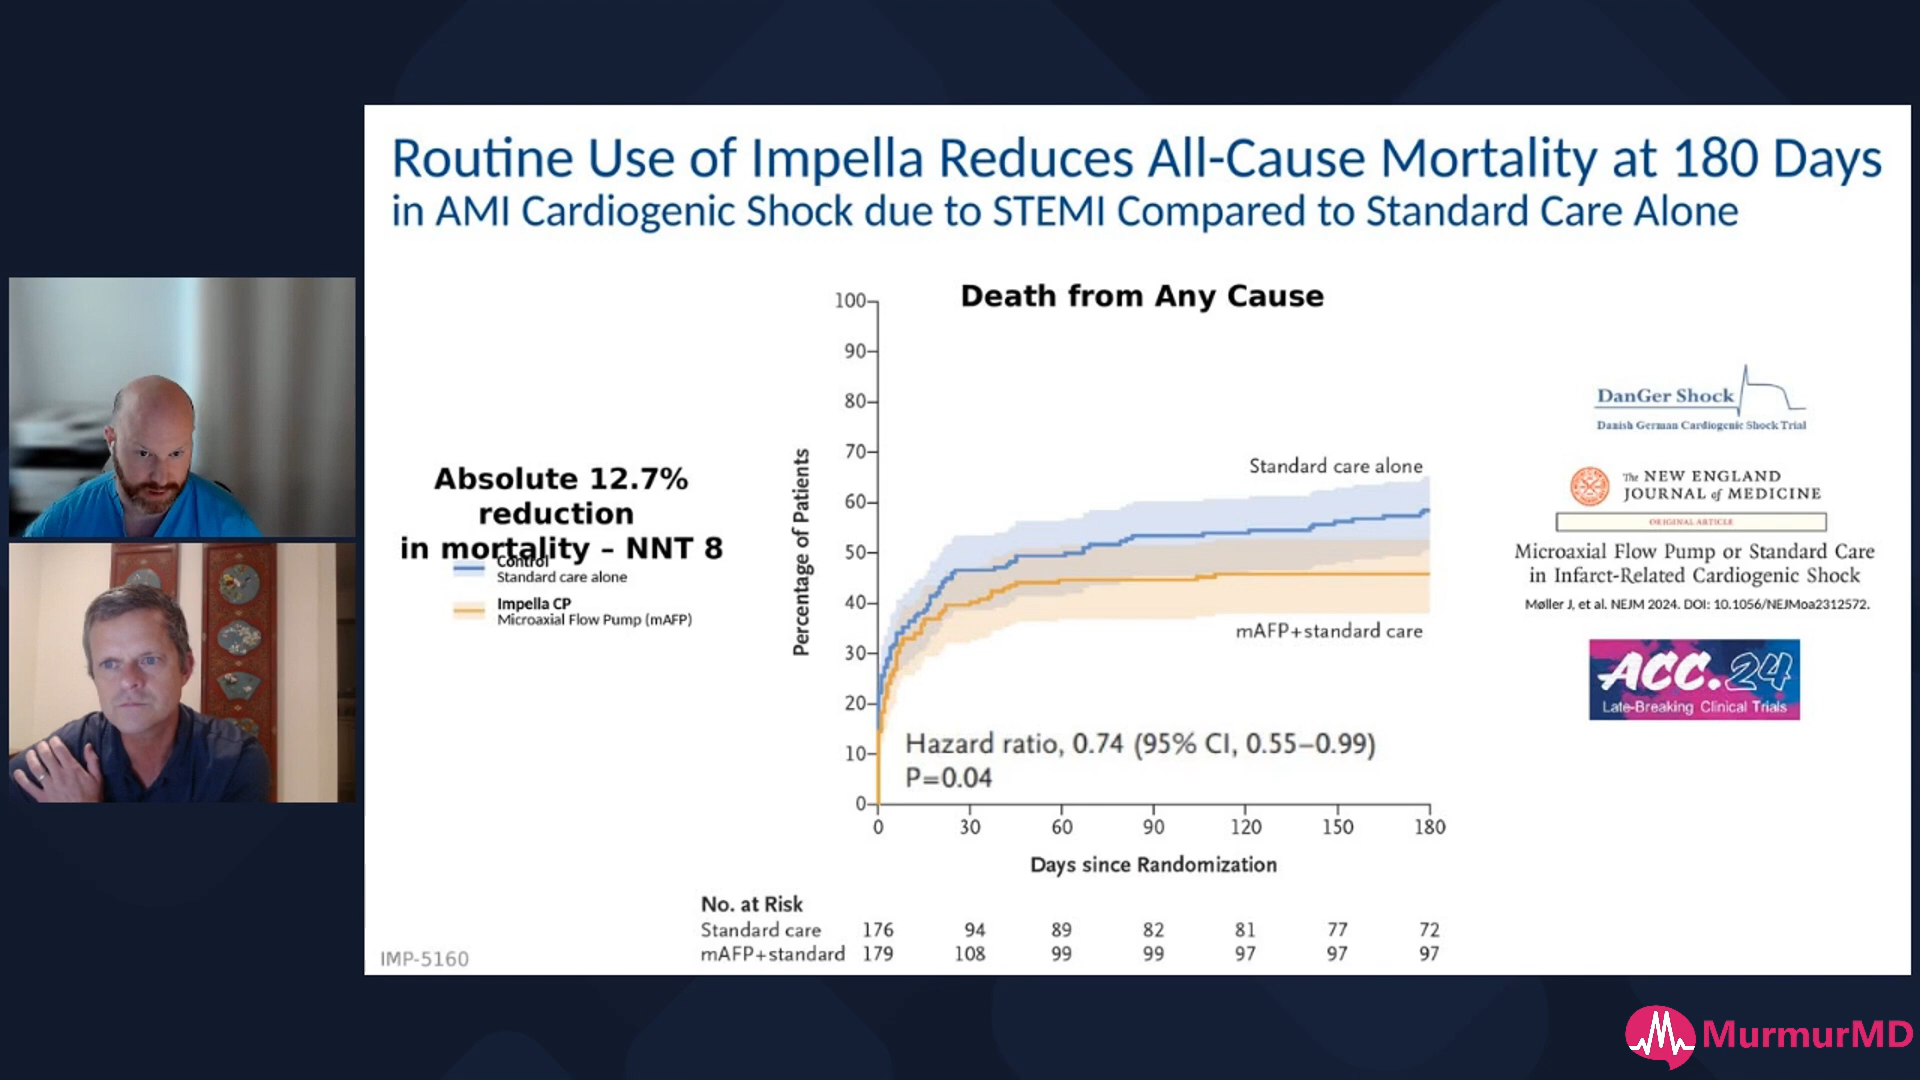 Routine Use of Impella Reduces All-Cause Mortality at 180 Days
in AMI Cardiogenic Shock due to STEMI Compared to Standard Care Alone
Absolute 12.7%
reduction
in mortality – NNT 8
Control
Standard care alone
Impella CP
Microaxial Flow Pump (mAFP)
Death from Any Cause
Percentage of Patients
100
90
80
70
60
50
40
30
20
10
0
Standard care alone
mAFP+standard care
Hazard ratio, 0.74 (95% CI, 0.55–0.99)
P=0.04
0 30 60 90 120 150 180
Days since Randomization
No. at Risk
Standard care 176 94 89 82 81 77 72
mAFP+standard 179 108 99 99 97 97 97
DanGer Shock
Danish German Cardiogenic Shock Trial
The NEW ENGLAND
JOURNAL of MEDICINE
ORIGINAL ARTICLE
Microaxial Flow Pump or Standard Care
in Infarct-Related Cardiogenic Shock
Møller J, et al. NEJM 2024. DOI: 10.1056/NEJMoa2312572.
ACC.24
Late-Breaking Clinical Trials
IMP-5160
MurmurMD